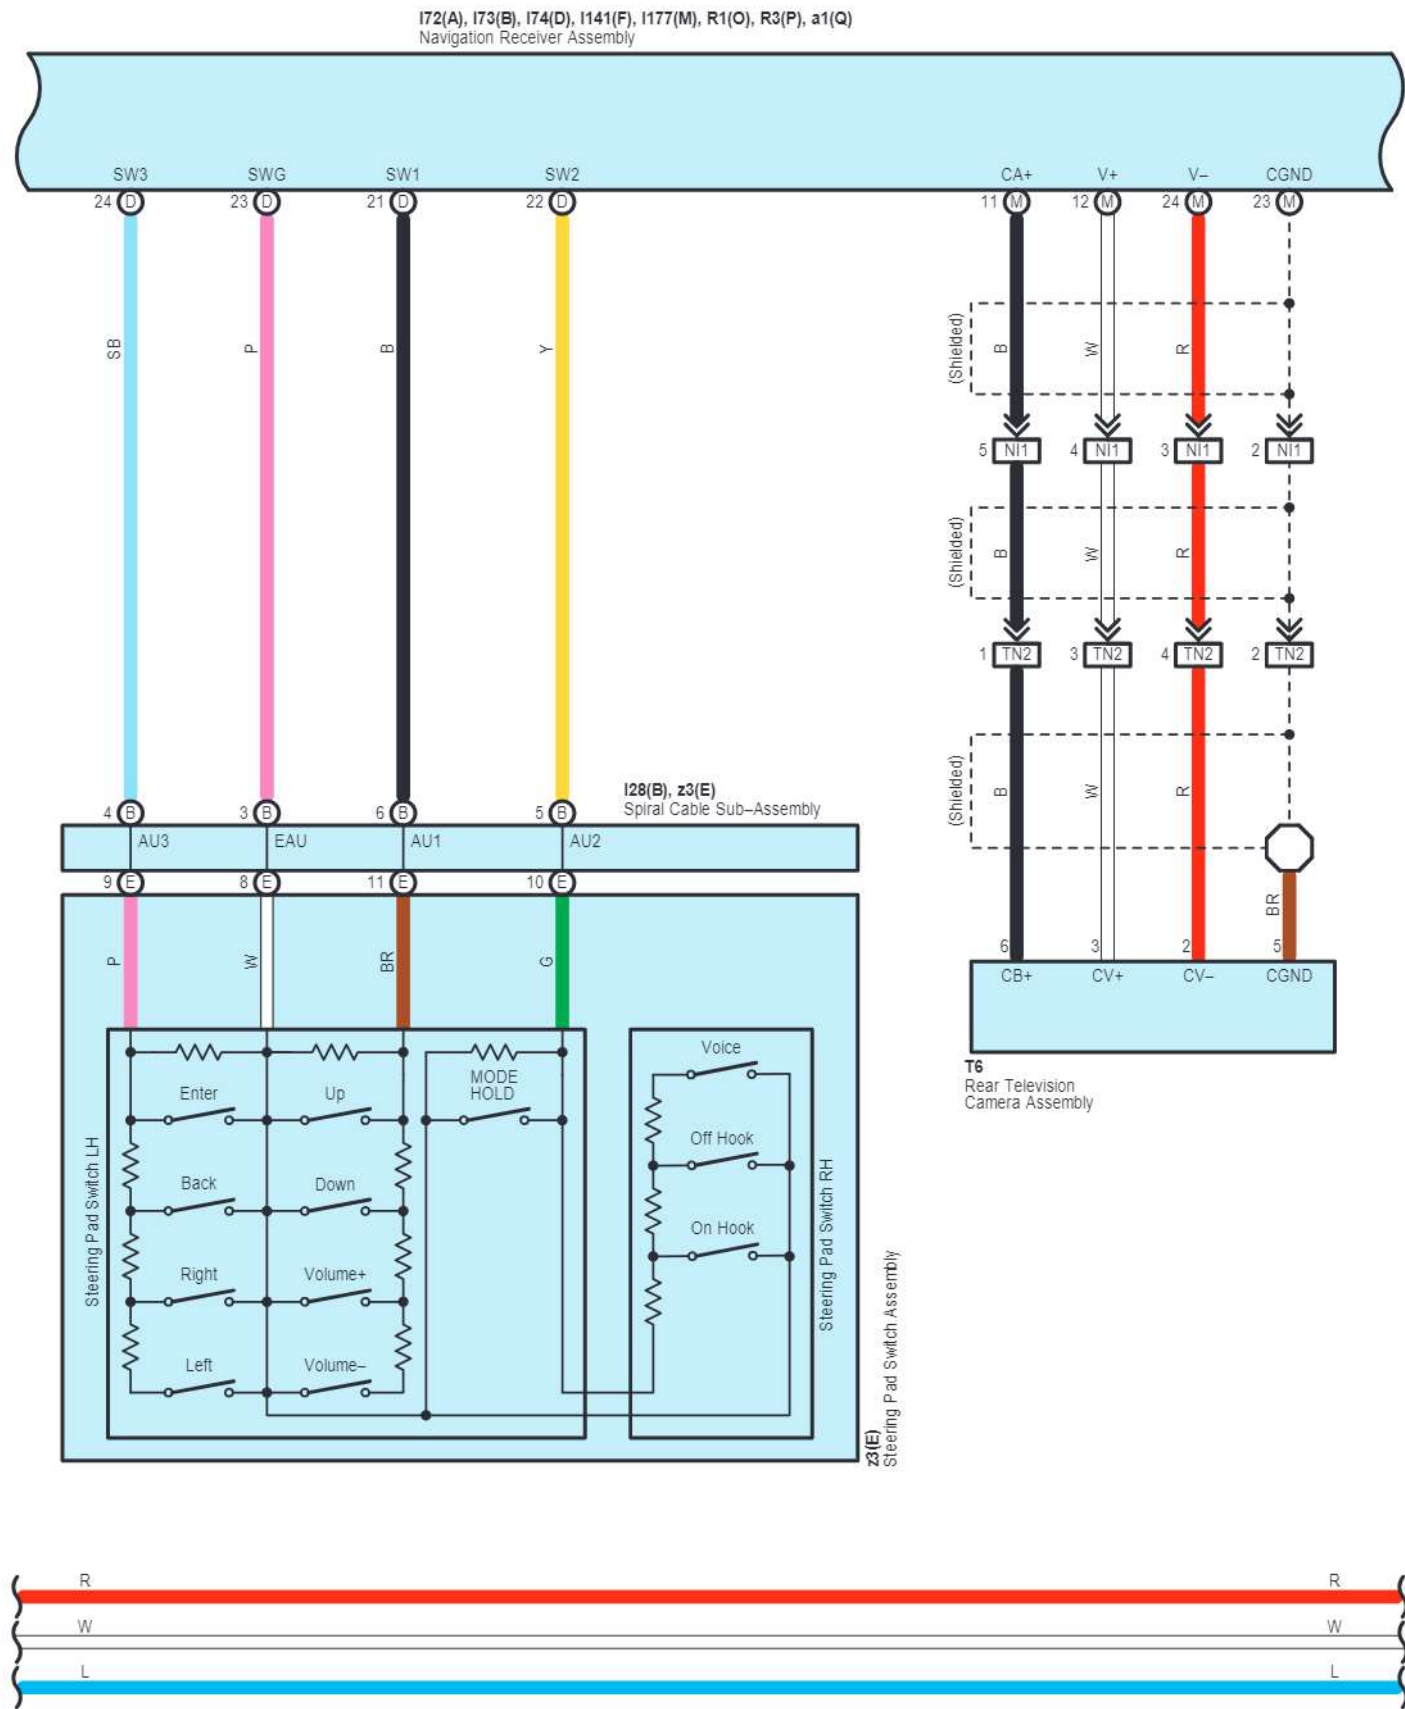 I72(A), I73(B), I74(D), I141(F), I177(M), R1(O), R3(P), a1(Q)
Navigation Receiver Assembly
SW3 SWG SW1 SW2 CA+ V+ V– CGND
24 D 23 D 21 D 22 D 11 M 12 M 24 M 23 M
SB P B Y (Shielded) B W R
5 NI1 4 NI1 3 NI1 2 NI1
(Shielded) B W R
1 TN2 3 TN2 4 TN2 2 TN2
I28(B), z3(E)
Spiral Cable Sub–Assembly
(Shielded) B W R
4 B 3 B 6 B 5 B
AU3 EAU AU1 AU2
9 E 8 E 11 E 10 E
BR
P W BR G
6 3 2 5
CB+ CV+ CV– CGND
T6
Rear Television
Camera Assembly
Steering Pad Switch LH
Enter Up MODE
HOLD
Back Down
Right Volume+
Left Volume–
Voice
Off Hook
On Hook
Steering Pad Switch RH
z3(E)
Steering Pad Switch Assembly
R R
W W
L L